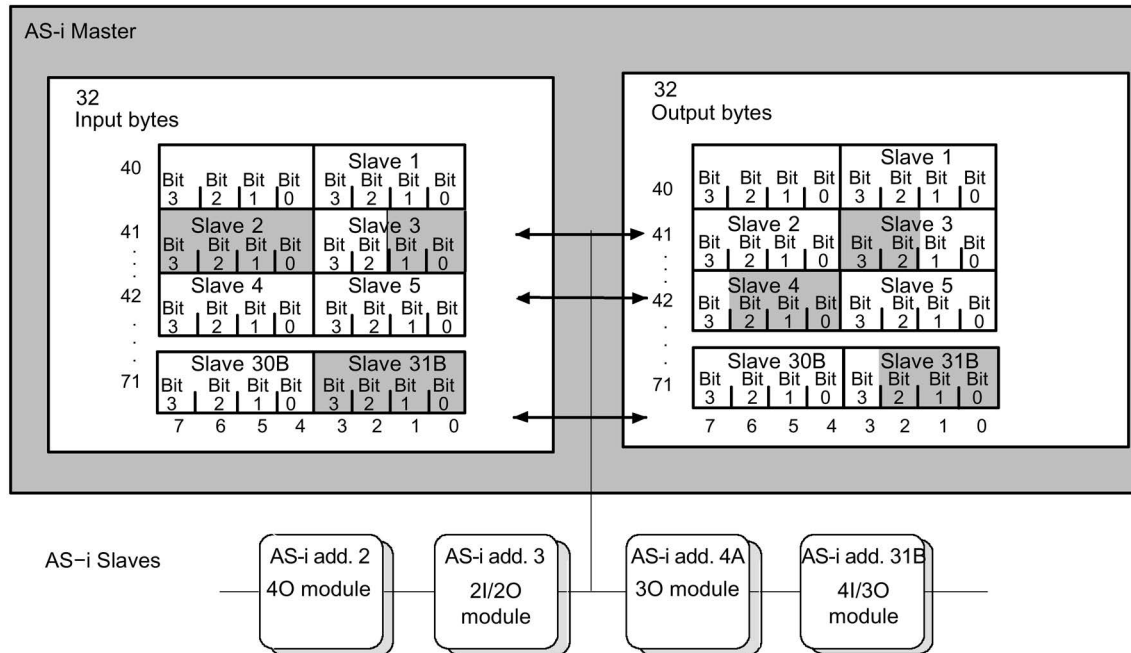 AS-i Master
32
Input bytes
40
Slave 1
Bit Bit Bit Bit Bit Bit Bit Bit
3 2 1 0 3 2 1 0
41
Slave 2 Slave 3
Bit Bit Bit Bit Bit Bit Bit Bit
3 2 1 0 3 2 1 0
42
Slave 4 Slave 5
Bit Bit Bit Bit Bit Bit Bit Bit
3 2 1 0 3 2 1 0
71
Slave 30B Slave 31B
Bit Bit Bit Bit Bit Bit Bit Bit
3 2 1 0 3 2 1 0
7 6 5 4 3 2 1 0
32
Output bytes
40
Slave 1
Bit Bit Bit Bit Bit Bit Bit Bit
3 2 1 0 3 2 1 0
41
Slave 2 Slave 3
Bit Bit Bit Bit Bit Bit Bit Bit
3 2 1 0 3 2 1 0
42
Slave 4 Slave 5
Bit Bit Bit Bit Bit Bit Bit Bit
3 2 1 0 3 2 1 0
71
Slave 30B Slave 31B
Bit Bit Bit Bit Bit Bit Bit Bit
3 2 1 0 3 2 1 0
7 6 5 4 3 2 1 0
AS-i Slaves
AS-i add. 2
4O module
AS-i add. 3
2I/2O
module
AS-i add. 4A
3O module
AS-i add. 31B
4I/3O
module